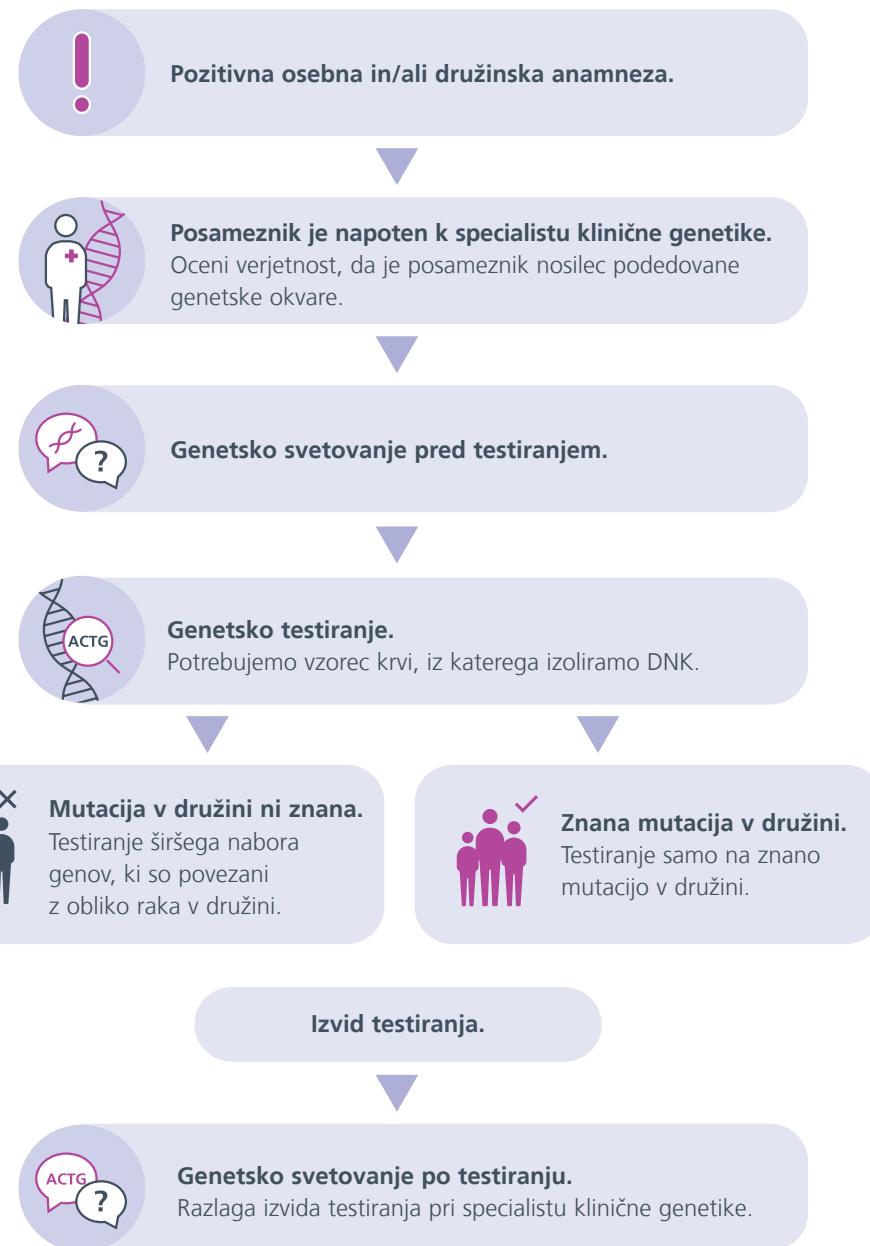 Pozitivna osebna in/ali družinska anamneza.
Posameznik je napoten k specialistu klinične genetike.
Oceni verjetnost, da je posameznik nosilec podedovane
genetske okvare.
?
Genetsko svetovanje pred testiranjem.
ACTG
Genetsko testiranje.
Potrebujemo vzorec krvi, iz katerega izoliramo DNK.
Mutacija v družini ni znana.
Testiranje širšega nabora
genov, ki so povezani
z obliko raka v družini.
Znana mutacija v družini.
Testiranje samo na znano
mutacijo v družini.
Izvid testiranja.
ACTG
?
Genetsko svetovanje po testiranju.
Razlaga izvida testiranja pri specialistu klinične genetike.